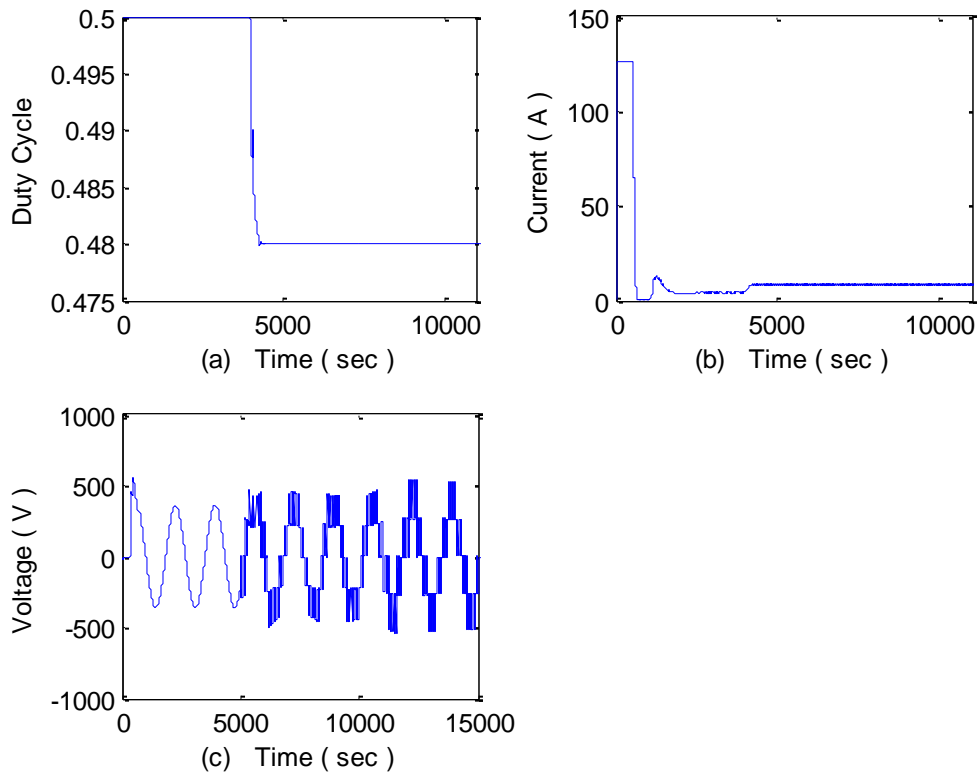 0.5
0.495
0.49
0.485
0.48
0.475
Duty Cycle
0 5000 10000
(a) Time ( sec )
150
100
50
0
Current ( A )
0 5000 10000
(b) Time ( sec )
1000
500
0
-500
-1000
Voltage ( V )
0 5000 10000 15000
(c) Time ( sec )